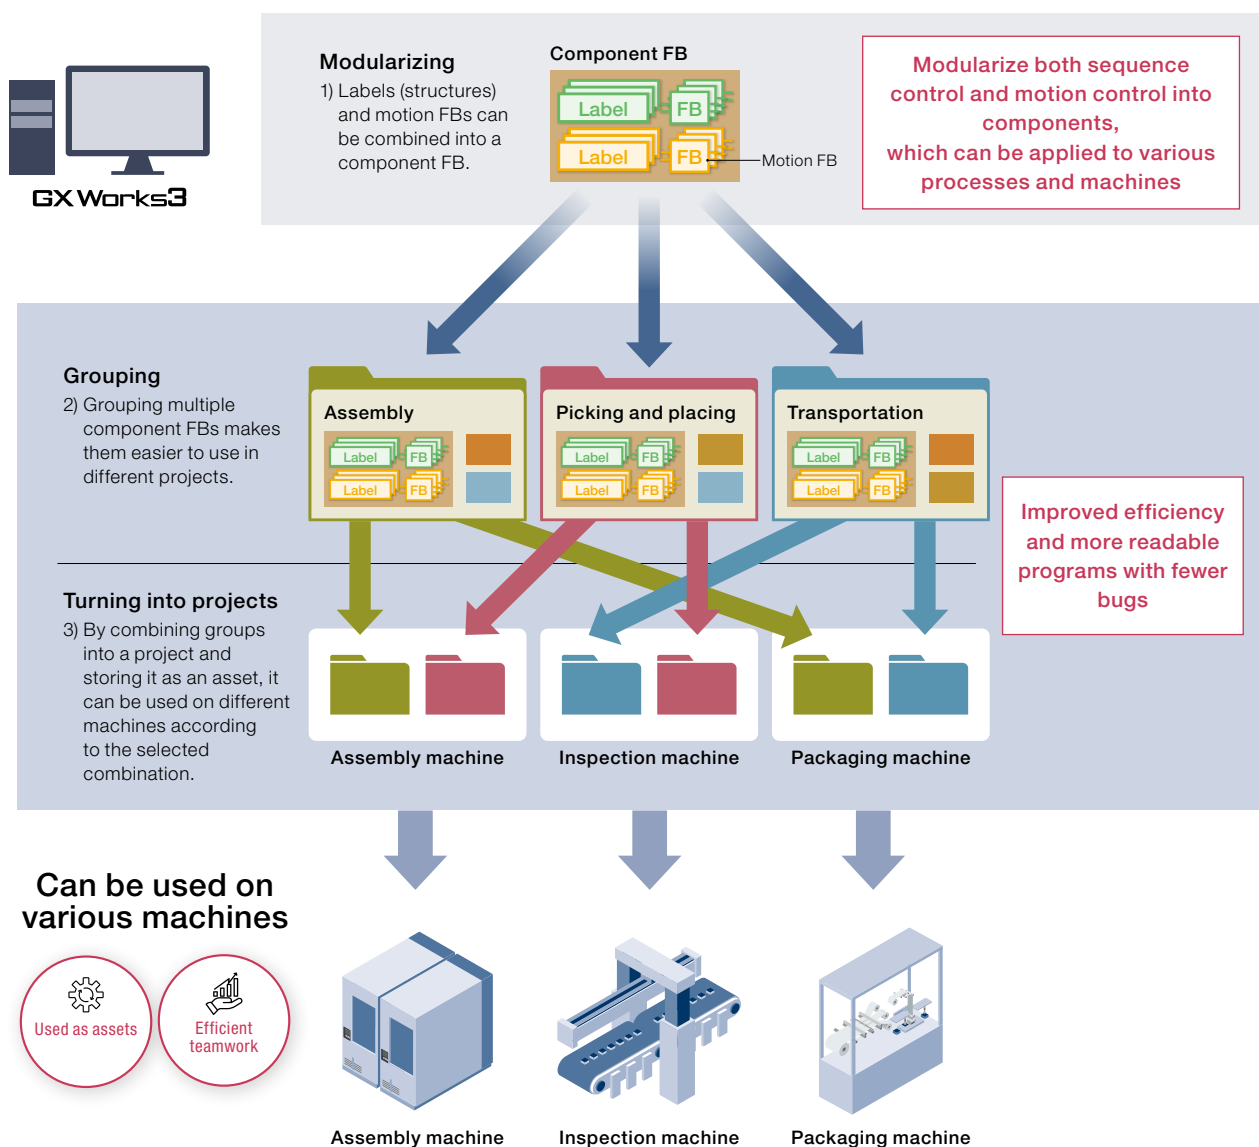 GX Works3
Modularizing
1) Labels (structures)
and motion FBs can
be combined into a
component FB.
Component FB
Label
FB
Label
FB
Motion FB
Modularize both sequence
control and motion control into
components,
which can be applied to various
processes and machines
Grouping
2) Grouping multiple
component FBs makes
them easier to use in
different projects.
Assembly
Label
FB
Label
FB
Picking and placing
Label
FB
Label
FB
Transportation
Label
FB
Label
FB
Improved efficiency
and more readable
programs with fewer
bugs
Turning into projects
3) By combining groups
into a project and
storing it as an asset, it
can be used on different
machines according
to the selected
combination.
Assembly machine
Inspection machine
Packaging machine
Can be used on
various machines
Used as assets
Efficient
teamwork
Assembly machine
Inspection machine
Packaging machine